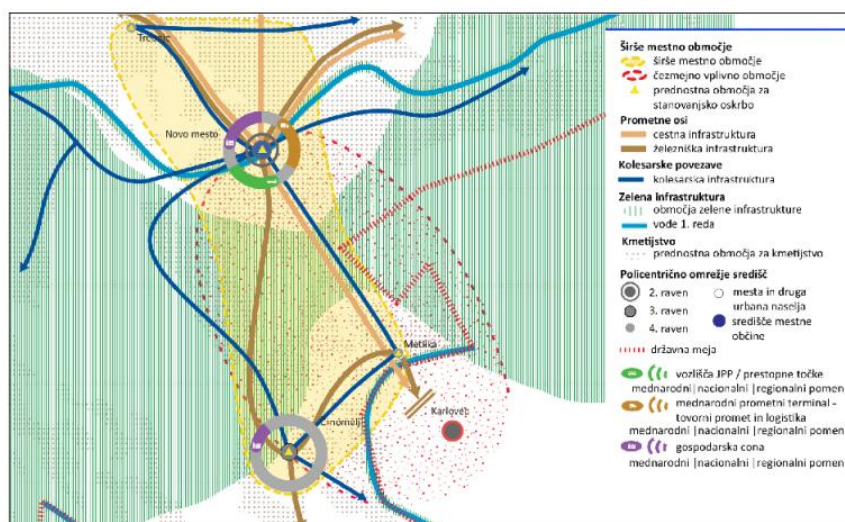 Trebnje
Novo mesto
Metlika
Karlovec
Črnomelj
Širše mestno območje
širše mestno območje
čezmejno vplivno območje
prednostna območja za
stanovanjsko oskrbo
Prometne osi
cestna infrastruktura
železniška infrastruktura
Kolesarske povezave
kolesarska infrastruktura
Zelena infrastruktura
območja zelene infrastrukture
vode 1. reda
Kmetijstvo
prednostna območja za kmetijstvo
Policentrično omrežje središč
2. raven
3. raven
4. raven
mesta in druga
urbana naselja
središče mestne
občine
državna meja
vozlišča JPP / prestopne točke
mednarodni |nacionalni |regionalni pomen
mednarodni prometni terminal -
tovorni promet in logistika
mednarodni |nacionalni |regionalni pomen
gospodarska cona
mednarodni |nacionalni |regionalni pomen